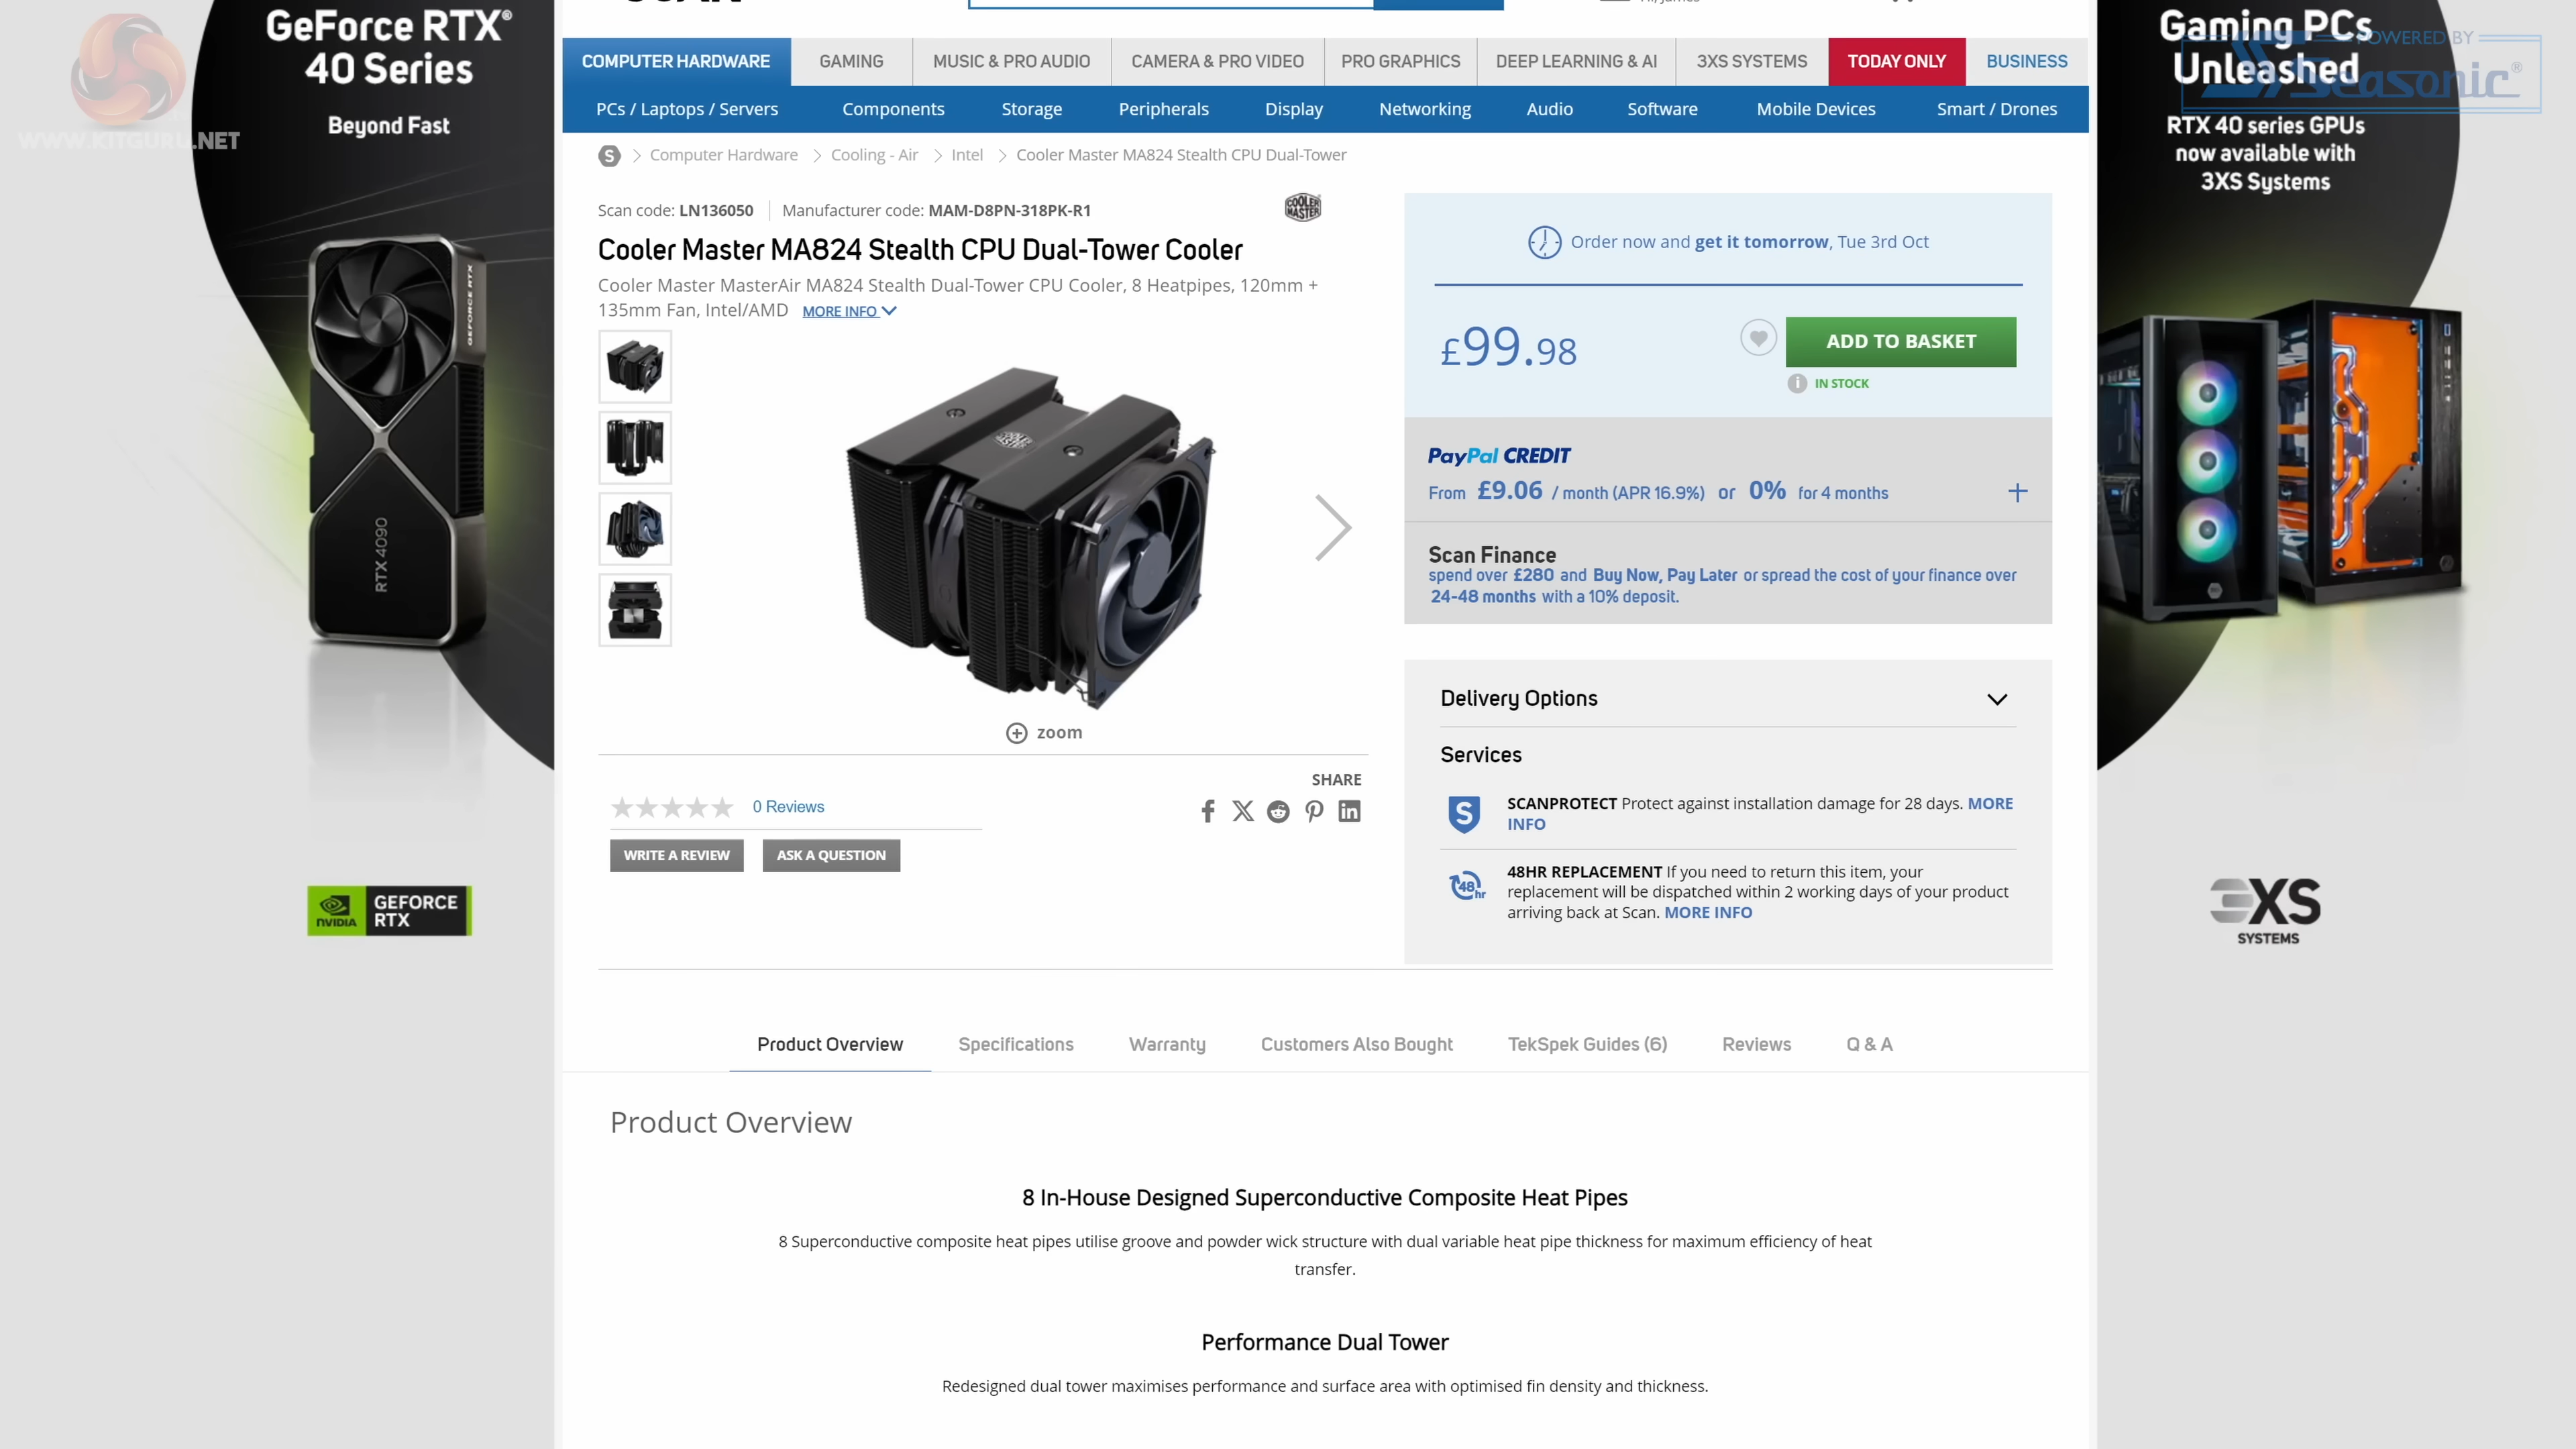 GeForce RTX®
40 Series
Beyond Fast
WWW.KITGURU.NET
GEFORCE RTX
RTX 4090
NVIDIA
GEFORCE
RTX
SCAN
COMPUTER HARDWARE
GAMING
MUSIC & PRO AUDIO
CAMERA & PRO VIDEO
PRO GRAPHICS
DEEP LEARNING & AI
3XS SYSTEMS
TODAY ONLY
BUSINESS
PCs / Laptops / Servers
Components
Storage
Peripherals
Display
Networking
Audio
Software
Mobile Devices
Smart / Drones
S
Computer Hardware
Cooling - Air
Intel
Cooler Master MA824 Stealth CPU Dual-Tower
Scan code: LN136050
Manufacturer code: MAM-D8PN-318PK-R1
COOLER
MASTER
Cooler Master MA824 Stealth CPU Dual-Tower Cooler
Cooler Master MasterAir MA824 Stealth Dual-Tower CPU Cooler, 8 Heatpipes, 120mm +
135mm Fan, Intel/AMD MORE INFO
zoom
SHARE
0 Reviews
WRITE A REVIEW
ASK A QUESTION
Order now and get it tomorrow, Tue 3rd Oct
£99.98
ADD TO BASKET
IN STOCK
PayPal CREDIT
From £9.06 / month (APR 16.9%) or 0% for 4 months
Scan Finance
spend over £280 and Buy Now, Pay Later or spread the cost of your finance over
24-48 months with a 10% deposit.
Delivery Options
Services
S
SCANPROTECT Protect against installation damage for 28 days. MORE
INFO
48hr
48HR REPLACEMENT If you need to return this item, your
replacement will be dispatched within 2 working days of your product
arriving back at Scan. MORE INFO
Product Overview
Specifications
Warranty
Customers Also Bought
TekSpek Guides (6)
Reviews
Q & A
Product Overview
8 In-House Designed Superconductive Composite Heat Pipes
8 Superconductive composite heat pipes utilise groove and powder wick structure with dual variable heat pipe thickness for maximum efficiency of heat
transfer.
Performance Dual Tower
Redesigned dual tower maximises performance and surface area with optimised fin density and thickness.
Gaming PCs
Unleashed
POWERED BY
Seasonic®
RTX 40 series GPUs
now available with
3XS Systems
3XS
SYSTEMS